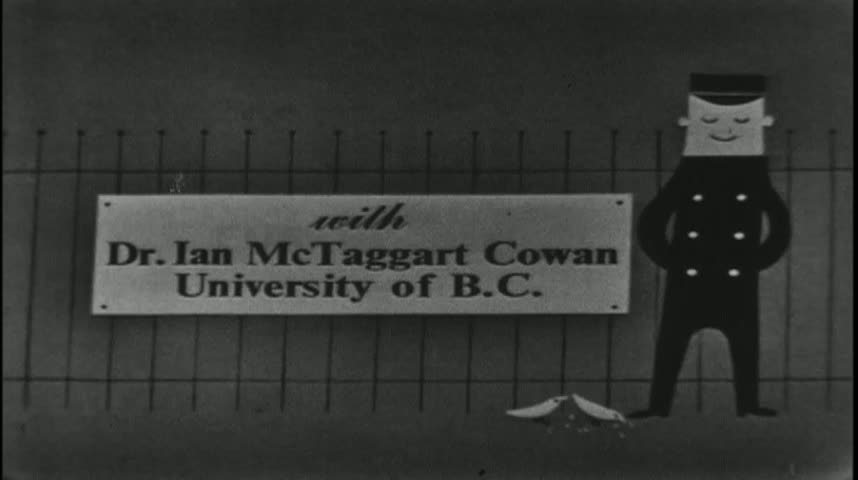 with
Dr. Ian McTaggart Cowan
University of B.C.